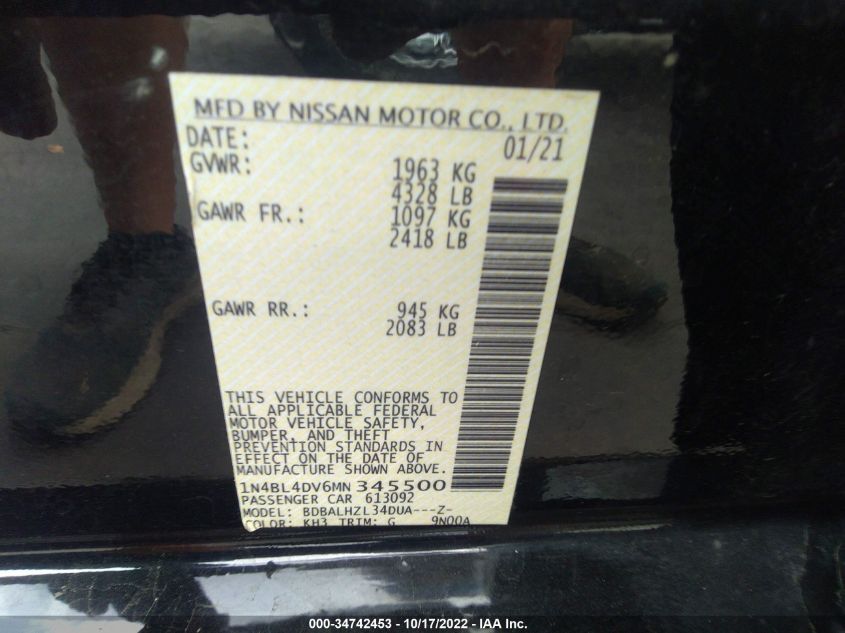 MFD BY NISSAN MOTOR CO., LTD.
DATE: 01/21
GVWR: 1963 KG
4328 LB
GAWR FR.: 1097 KG
2418 LB
GAWR RR.: 945 KG
2083 LB
THIS VEHICLE CONFORMS TO
ALL APPLICABLE FEDERAL
MOTOR VEHICLE SAFETY,
BUMPER, AND THEFT
PREVENTION STANDARDS IN
EFFECT ON THE DATE OF
MANUFACTURE SHOWN ABOVE.
1N4BL4DV6MN345500
PASSENGER CAR 613092
MODEL: BDBALHZL34DUA---Z-
COLOR: KH3 TRIM: G 9N00A
000-34742453 - 10/17/2022 - IAA Inc.